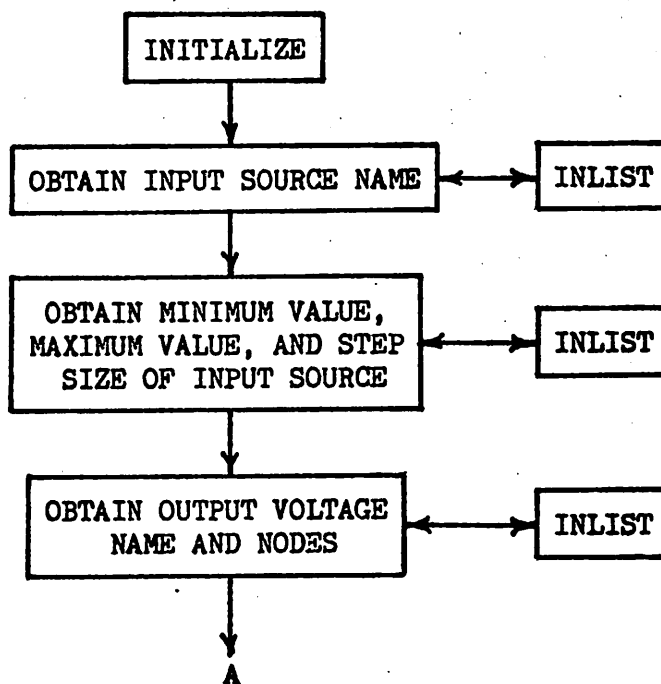 INITIALIZE
OBTAIN INPUT SOURCE NAME
INLIST
OBTAIN MINIMUM VALUE,
MAXIMUM VALUE, AND STEP
SIZE OF INPUT SOURCE
INLIST
OBTAIN OUTPUT VOLTAGE
NAME AND NODES
INLIST
A